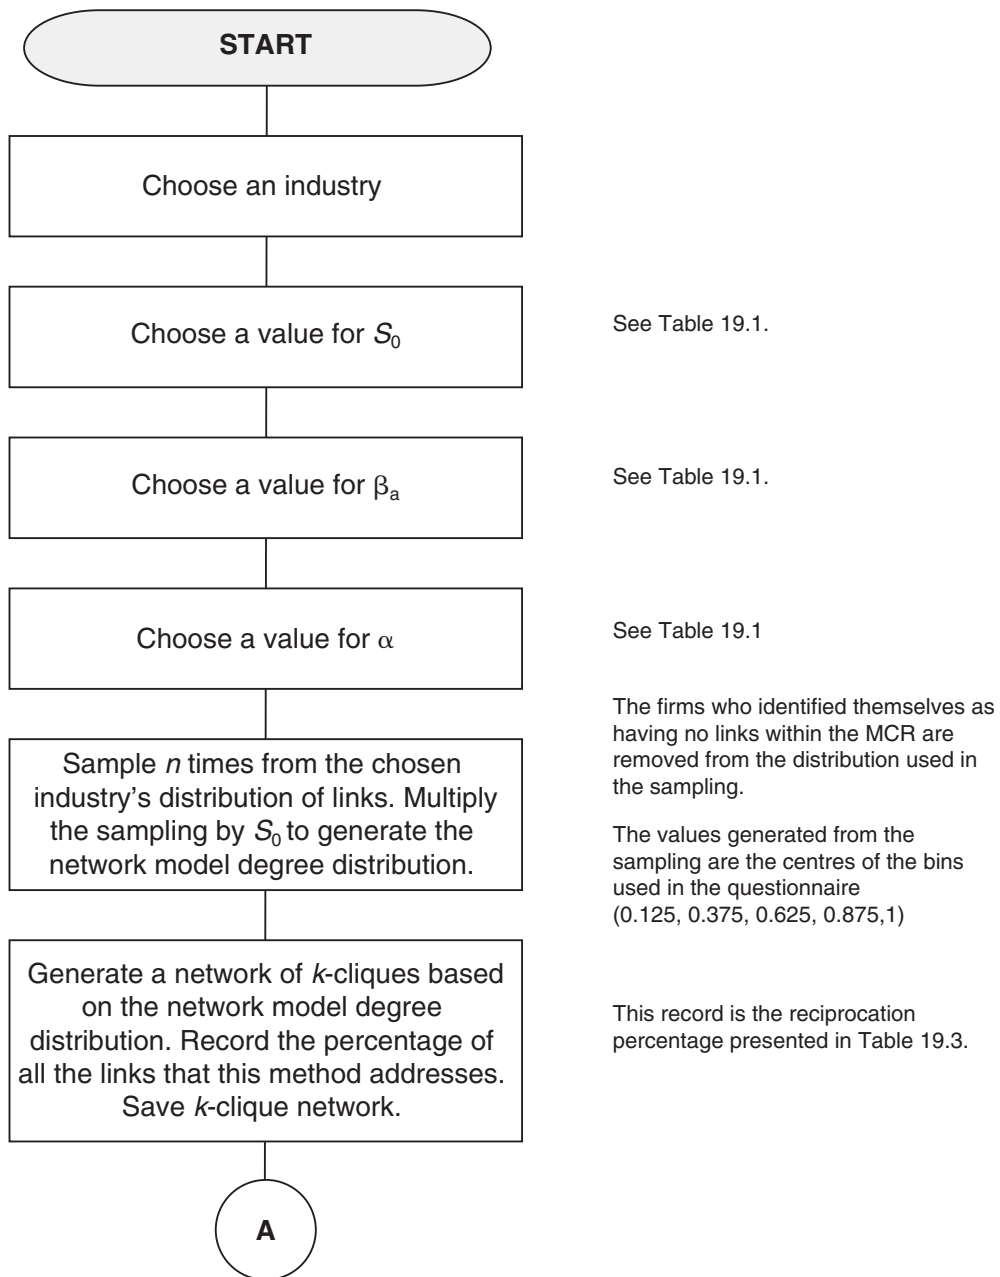 START
Choose an industry
Choose a value for S₀
See Table 19.1.
Choose a value for βₐ
See Table 19.1.
Choose a value for α
See Table 19.1
Sample n times from the chosen
industry's distribution of links. Multiply
the sampling by S₀ to generate the
network model degree distribution.
The firms who identified themselves as
having no links within the MCR are
removed from the distribution used in
the sampling.
The values generated from the
sampling are the centres of the bins
used in the questionnaire
(0.125, 0.375, 0.625, 0.875,1)
Generate a network of k-cliques based
on the network model degree
distribution. Record the percentage of
all the links that this method addresses.
Save k-clique network.
This record is the reciprocation
percentage presented in Table 19.3.
A